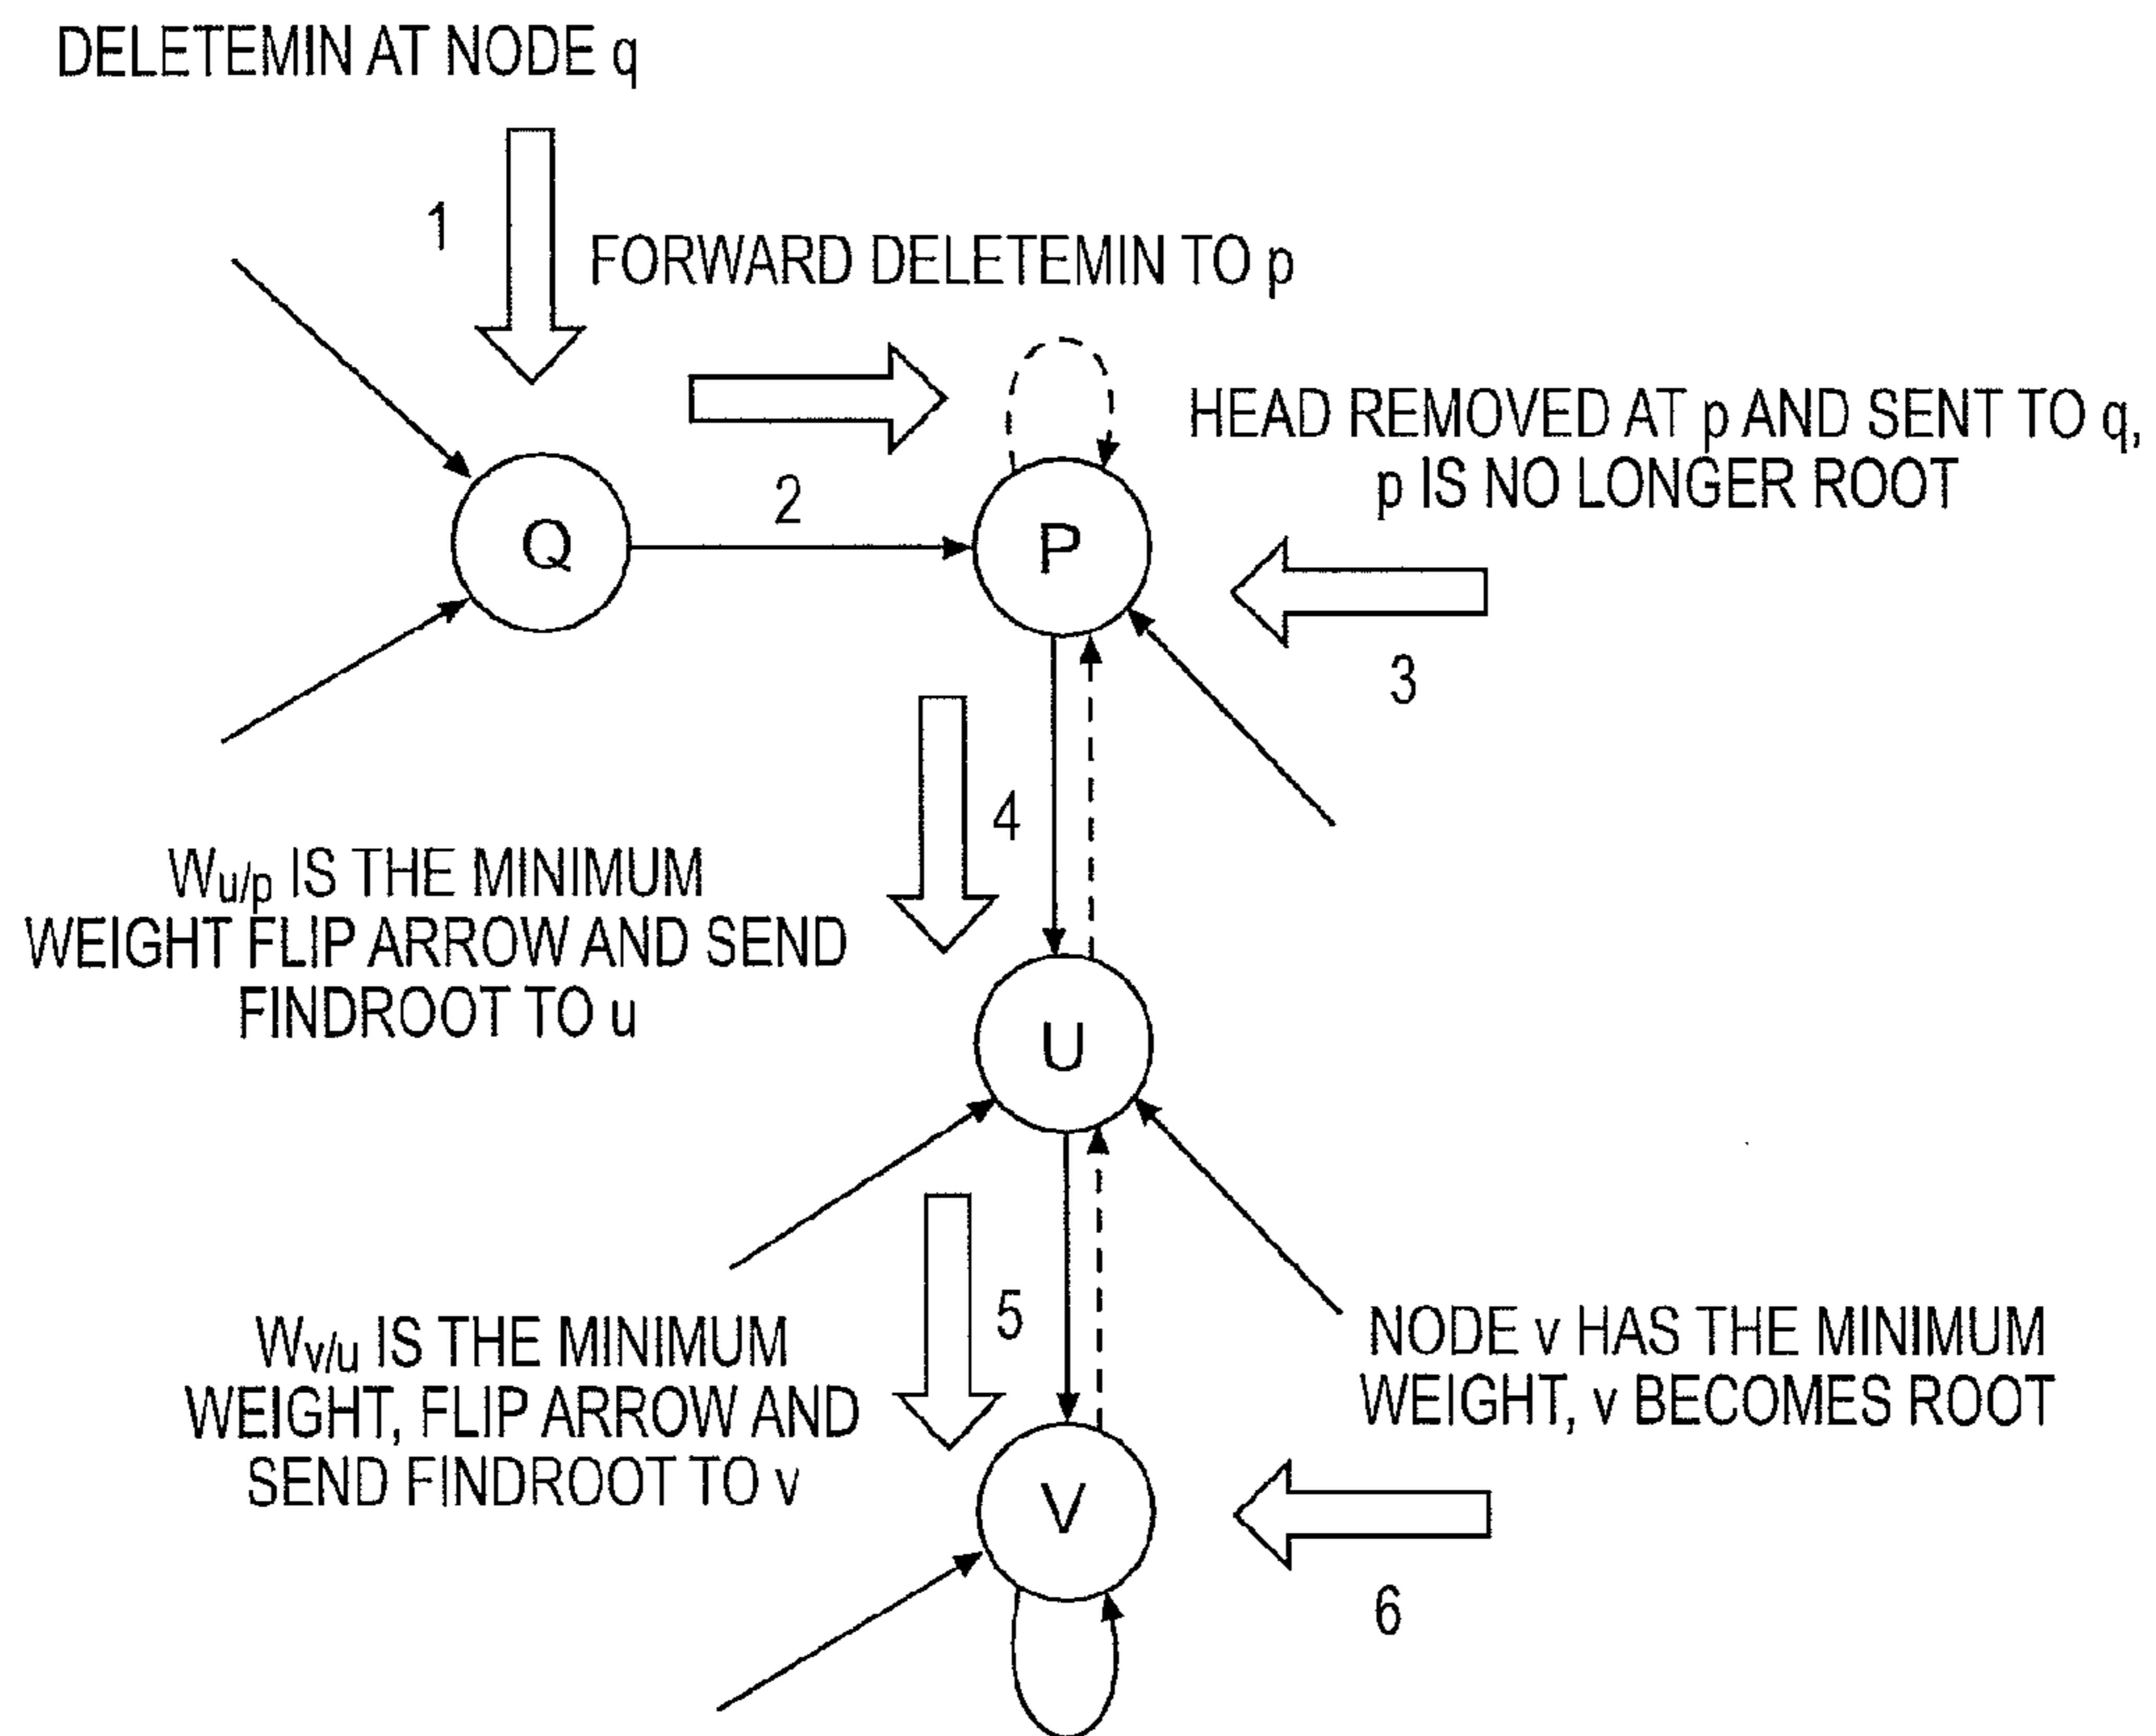 DELETEMIN AT NODE q
1
FORWARD DELETEMIN TO p
HEAD REMOVED AT p AND SENT TO q,
p IS NO LONGER ROOT
2
Q
P
3
4
Wu/p IS THE MINIMUM
WEIGHT FLIP ARROW AND SEND
FINDROOT TO u
U
5
Wv/u IS THE MINIMUM
WEIGHT, FLIP ARROW AND
SEND FINDROOT TO v
NODE v HAS THE MINIMUM
WEIGHT, v BECOMES ROOT
V
6